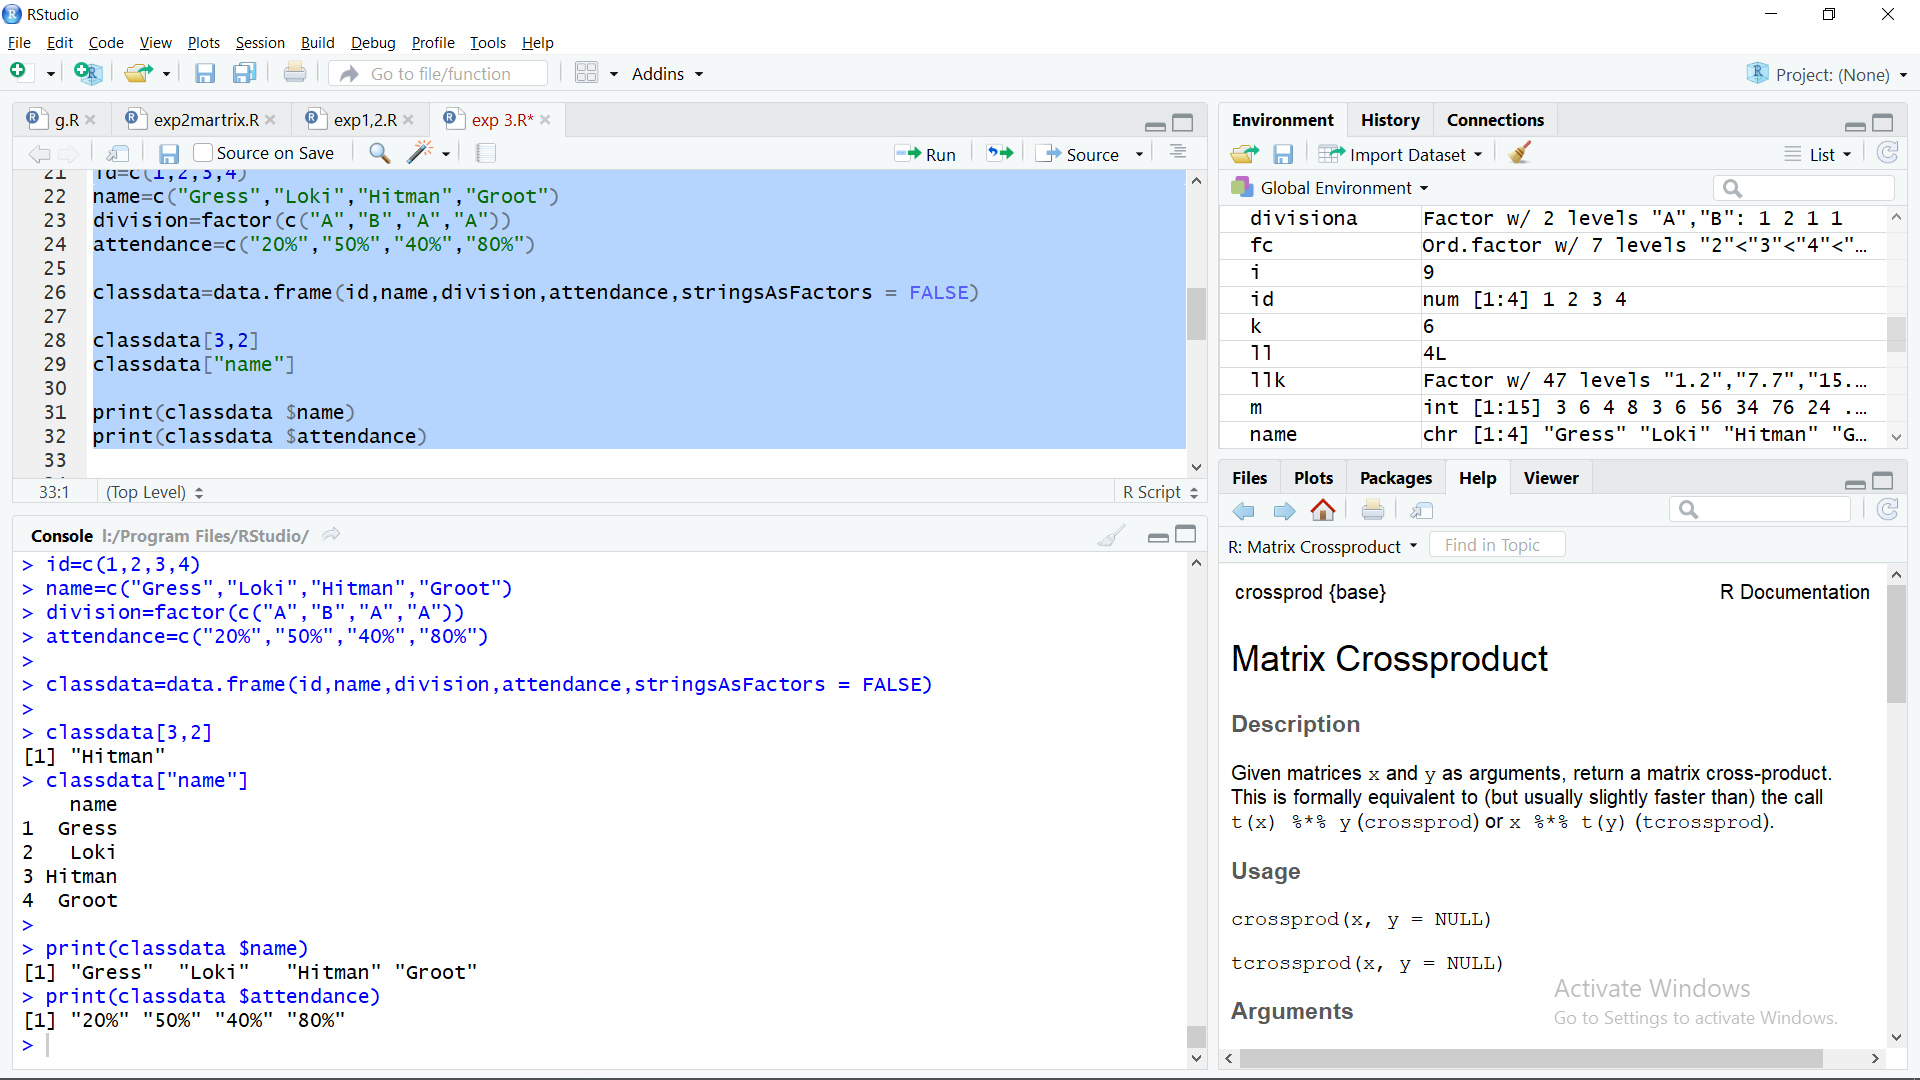 RStudio
File Edit Code View Plots Session Build Debug Profile Tools Help
Go to file/function Addins Project: (None)
g.R exp2martrix.R exp1,2.R exp 3.R*
Source on Save Run Source
21 id=c(1,2,3,4)
22 name=c("Gress","Loki","Hitman","Groot")
23 division=factor(c("A","B","A","A"))
24 attendance=c("20%","50%","40%","80%")
25
26 classdata=data.frame(id,name,division,attendance,stringsAsFactors = FALSE)
27
28 classdata[3,2]
29 classdata["name"]
30
31 print(classdata $name)
32 print(classdata $attendance)
33
33:1 (Top Level) R Script
Console I:/Program Files/RStudio/
> id=c(1,2,3,4)
> name=c("Gress","Loki","Hitman","Groot")
> division=factor(c("A","B","A","A"))
> attendance=c("20%","50%","40%","80%")
>
> classdata=data.frame(id,name,division,attendance,stringsAsFactors = FALSE)
>
> classdata[3,2]
[1] "Hitman"
> classdata["name"]
name
1 Gress
2 Loki
3 Hitman
4 Groot
>
> print(classdata $name)
[1] "Gress" "Loki" "Hitman" "Groot"
> print(classdata $attendance)
[1] "20%" "50%" "40%" "80%"
>
Environment History Connections
Import Dataset List
Global Environment
divisiona Factor w/ 2 levels "A","B": 1 2 1 1
fc Ord.factor w/ 7 levels "2"<"3"<"4"<"…
i 9
id num [1:4] 1 2 3 4
k 6
ll 4L
llk Factor w/ 47 levels "1.2","7.7","15.…
m int [1:15] 3 6 4 8 3 6 56 34 76 24 .…
name chr [1:4] "Gress" "Loki" "Hitman" "G…
Files Plots Packages Help Viewer
R: Matrix Crossproduct Find in Topic
crossprod {base} R Documentation
Matrix Crossproduct
Description
Given matrices x and y as arguments, return a matrix cross-product.
This is formally equivalent to (but usually slightly faster than) the call
t(x) %*% y (crossprod) or x %*% t(y) (tcrossprod).
Usage
crossprod(x, y = NULL)
tcrossprod(x, y = NULL)
Arguments
Activate Windows
Go to Settings to activate Windows.